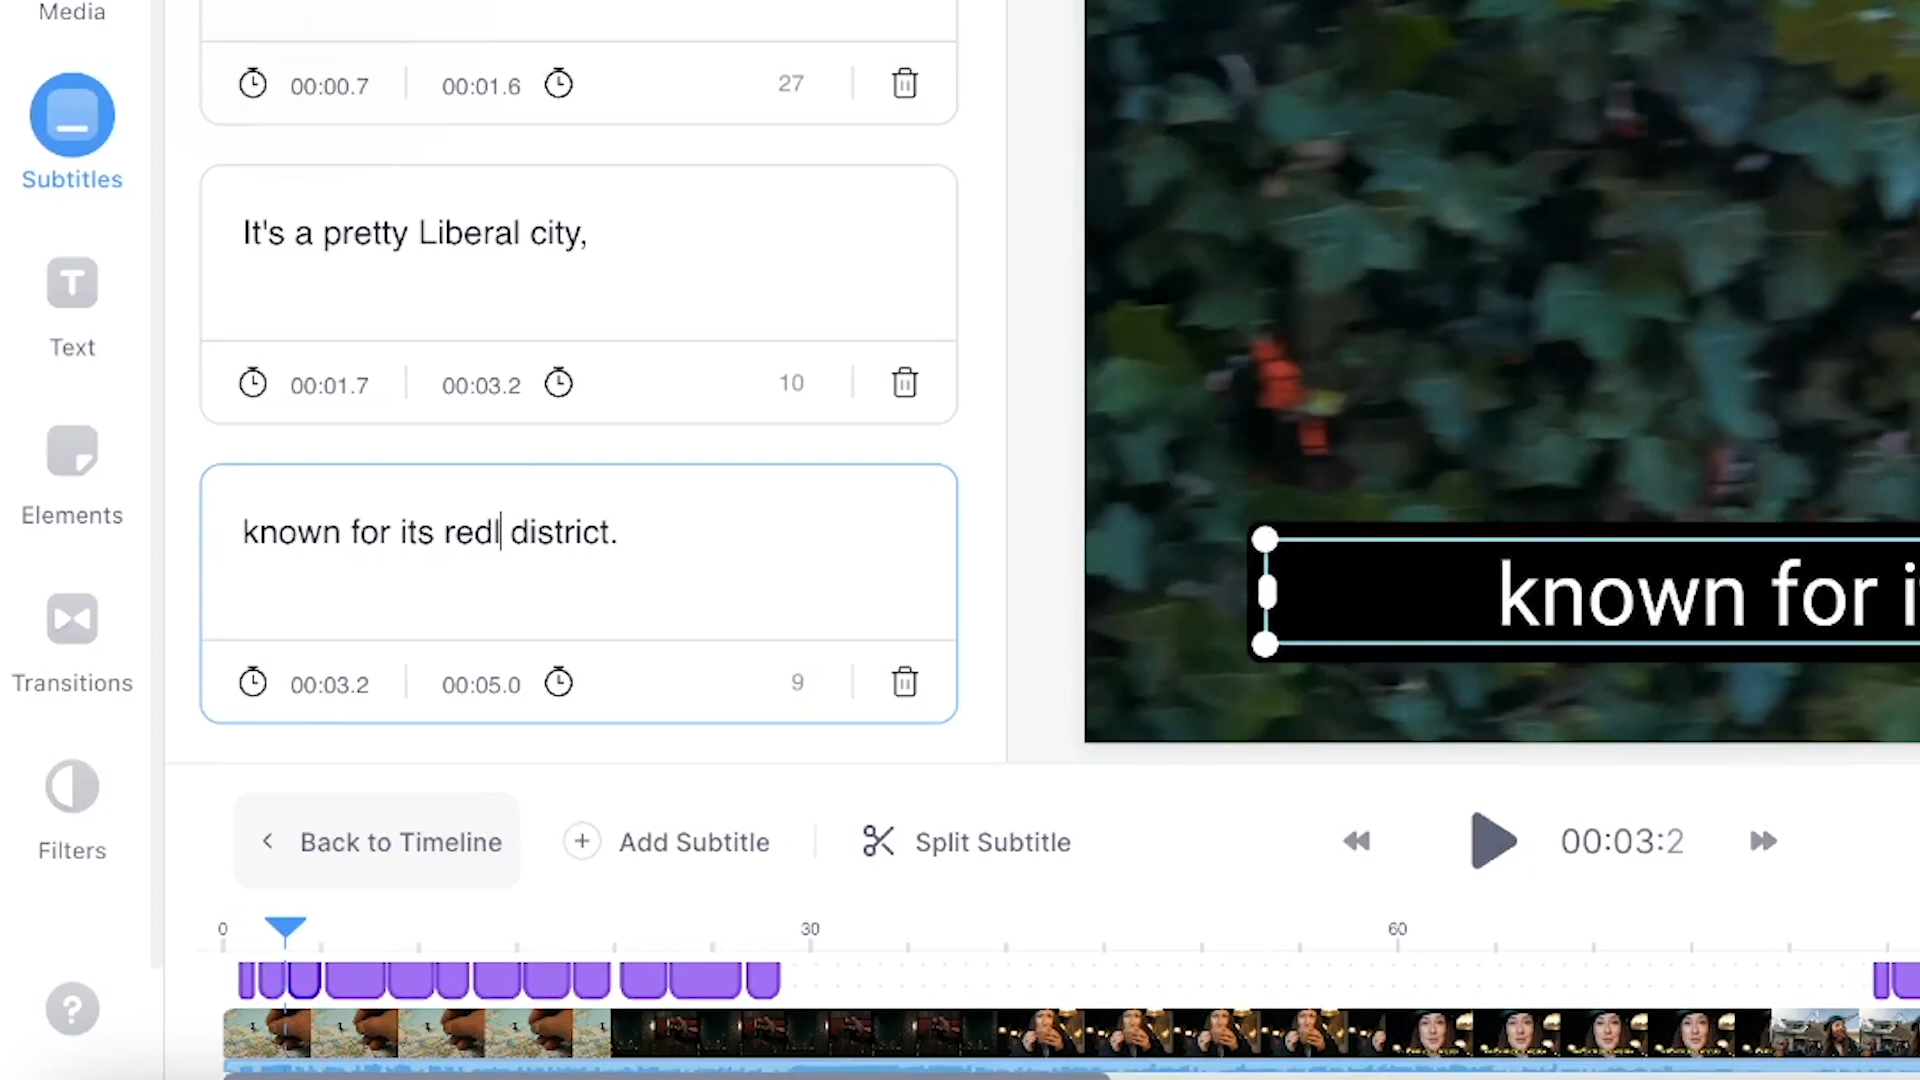 Media
Subtitles
Text
Elements
Transitions
Filters
?
00:00.7 00:01.6 27
It's a pretty Liberal city,
00:01.7 00:03.2 10
known for its redl district.
00:03.2 00:05.0 9
known for i
Back to Timeline
Add Subtitle
Split Subtitle
00:03:2
0 30 60